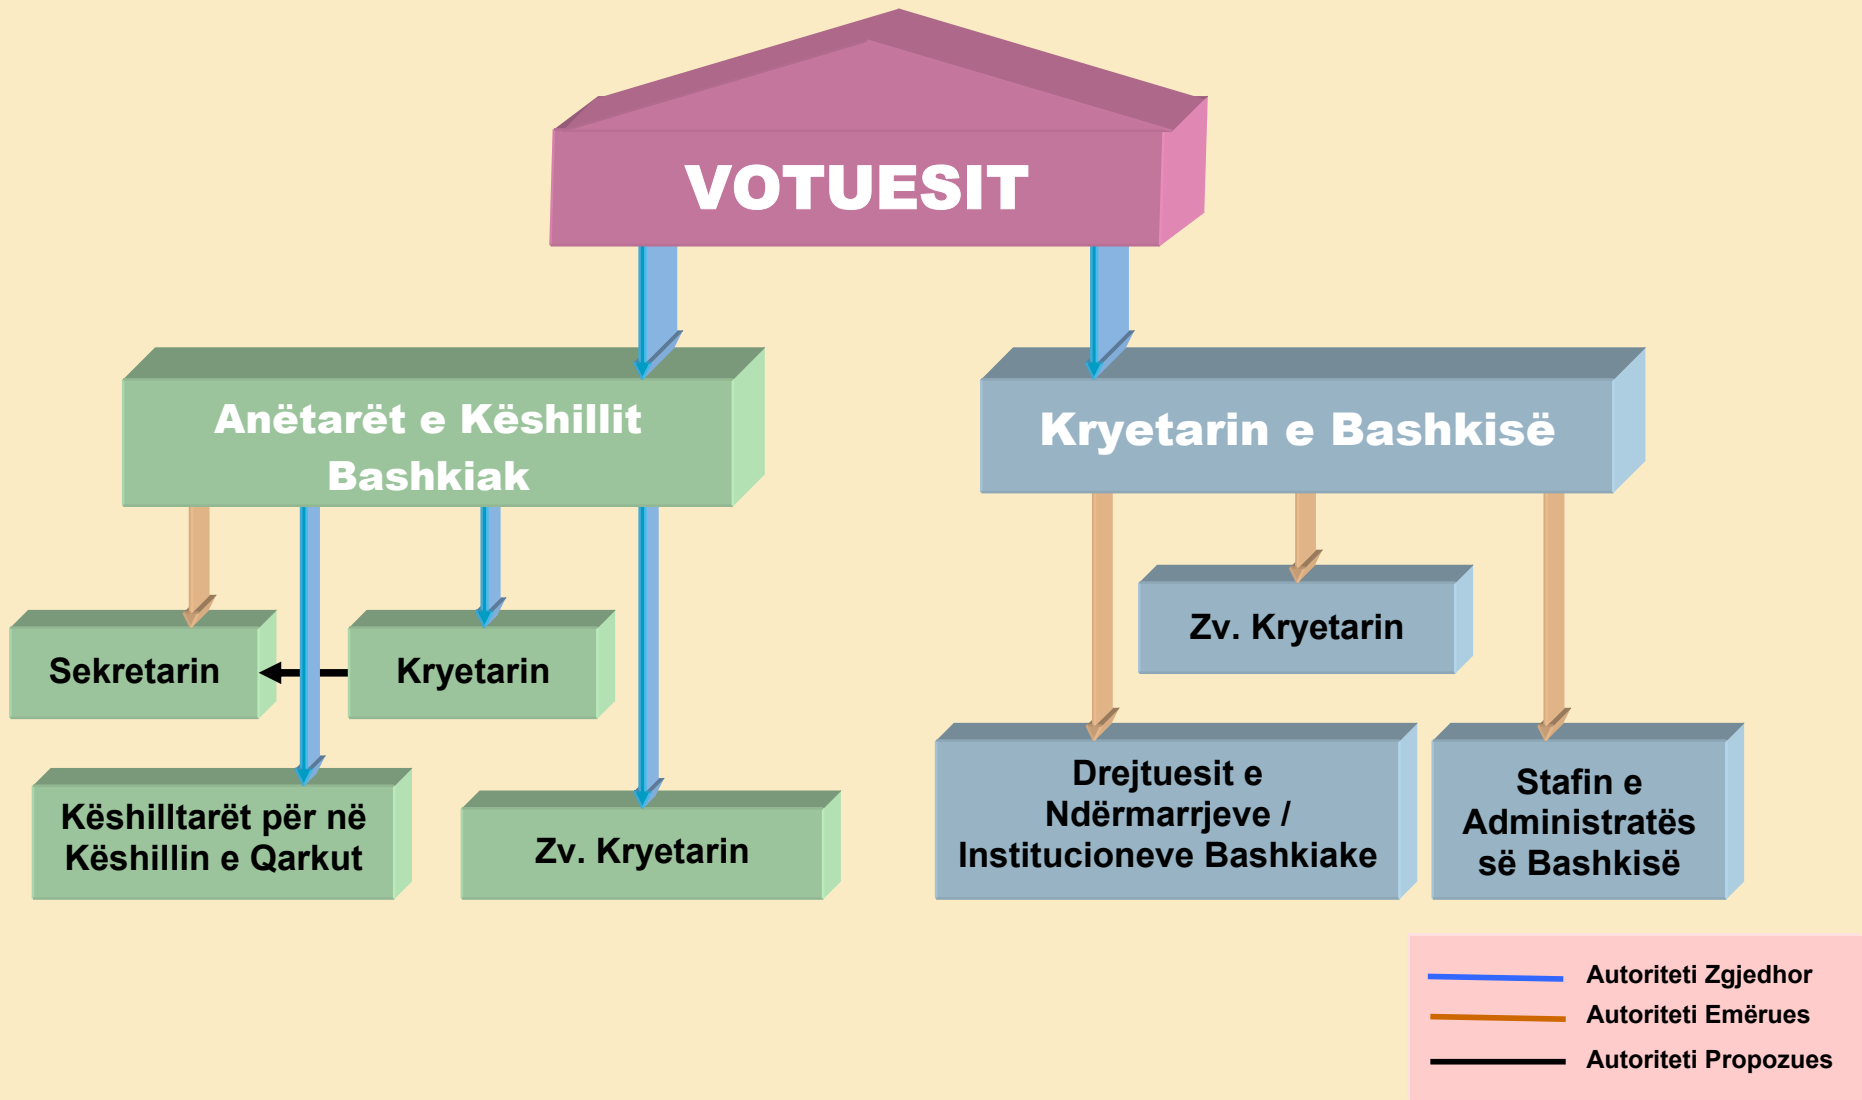 VOTUESIT
Anëtarët e Këshillit
Bashkiak
Kryetarin e Bashkisë
Sekretarin
Kryetarin
Zv. Kryetarin
Këshilltarët për në
Këshillin e Qarkut
Zv. Kryetarin
Drejtuesit e
Ndërmarrjeve /
Institucioneve Bashkiake
Stafin e
Administratës
së Bashkisë
Autoriteti Zgjedhor
Autoriteti Emërues
Autoriteti Propozues